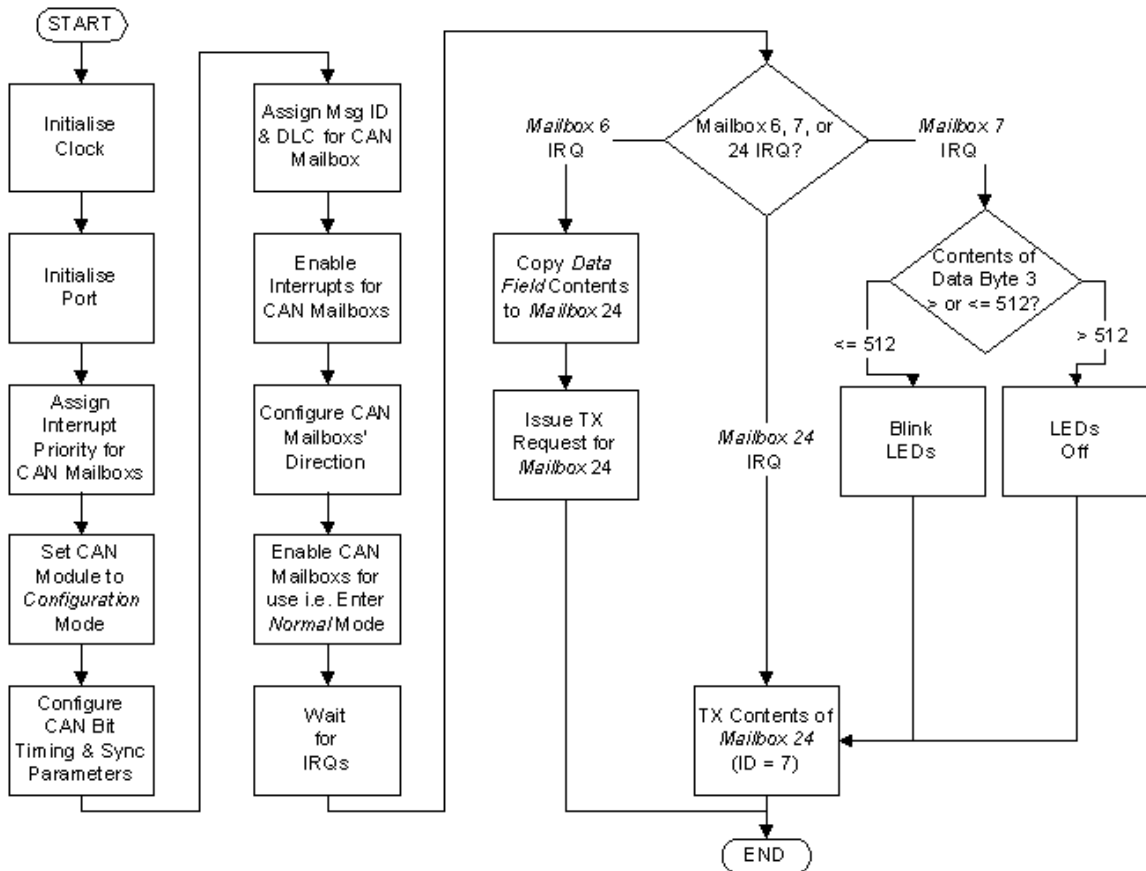 START
Initialise
Clock
Initialise
Port
Assign
Interrupt
Priority for
CAN Mailboxs
Set CAN
Module to
Configuration
Mode
Configure
CAN Bit
Timing & Sync
Parameters
Assign Msg ID
& DLC for CAN
Mailbox
Enable
Interrupts for
CAN Mailboxs
Configure CAN
Mailboxs'
Direction
Enable CAN
Mailboxs for
use i.e. Enter
Normal Mode
Wait
for
IRQs
Mailbox 6, 7, or
24 IRQ?
Mailbox 6
IRQ
Copy Data
Field Contents
to Mailbox 24
Issue TX
Request for
Mailbox 24
Mailbox 24
IRQ
Mailbox 7
IRQ
Contents of
Data Byte 3
> or <= 512?
<= 512
> 512
Blink
LEDs
LEDs
Off
TX Contents of
Mailbox 24
(ID = 7)
END